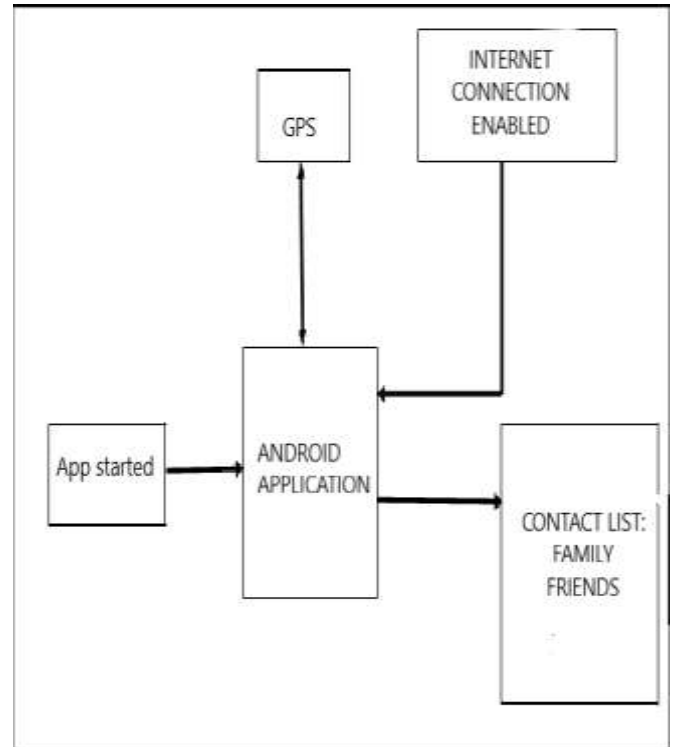 INTERNET
CONNECTION
ENABLED
GPS
App started
ANDROID
APPLICATION
CONTACT LIST:
FAMILY
FRIENDS